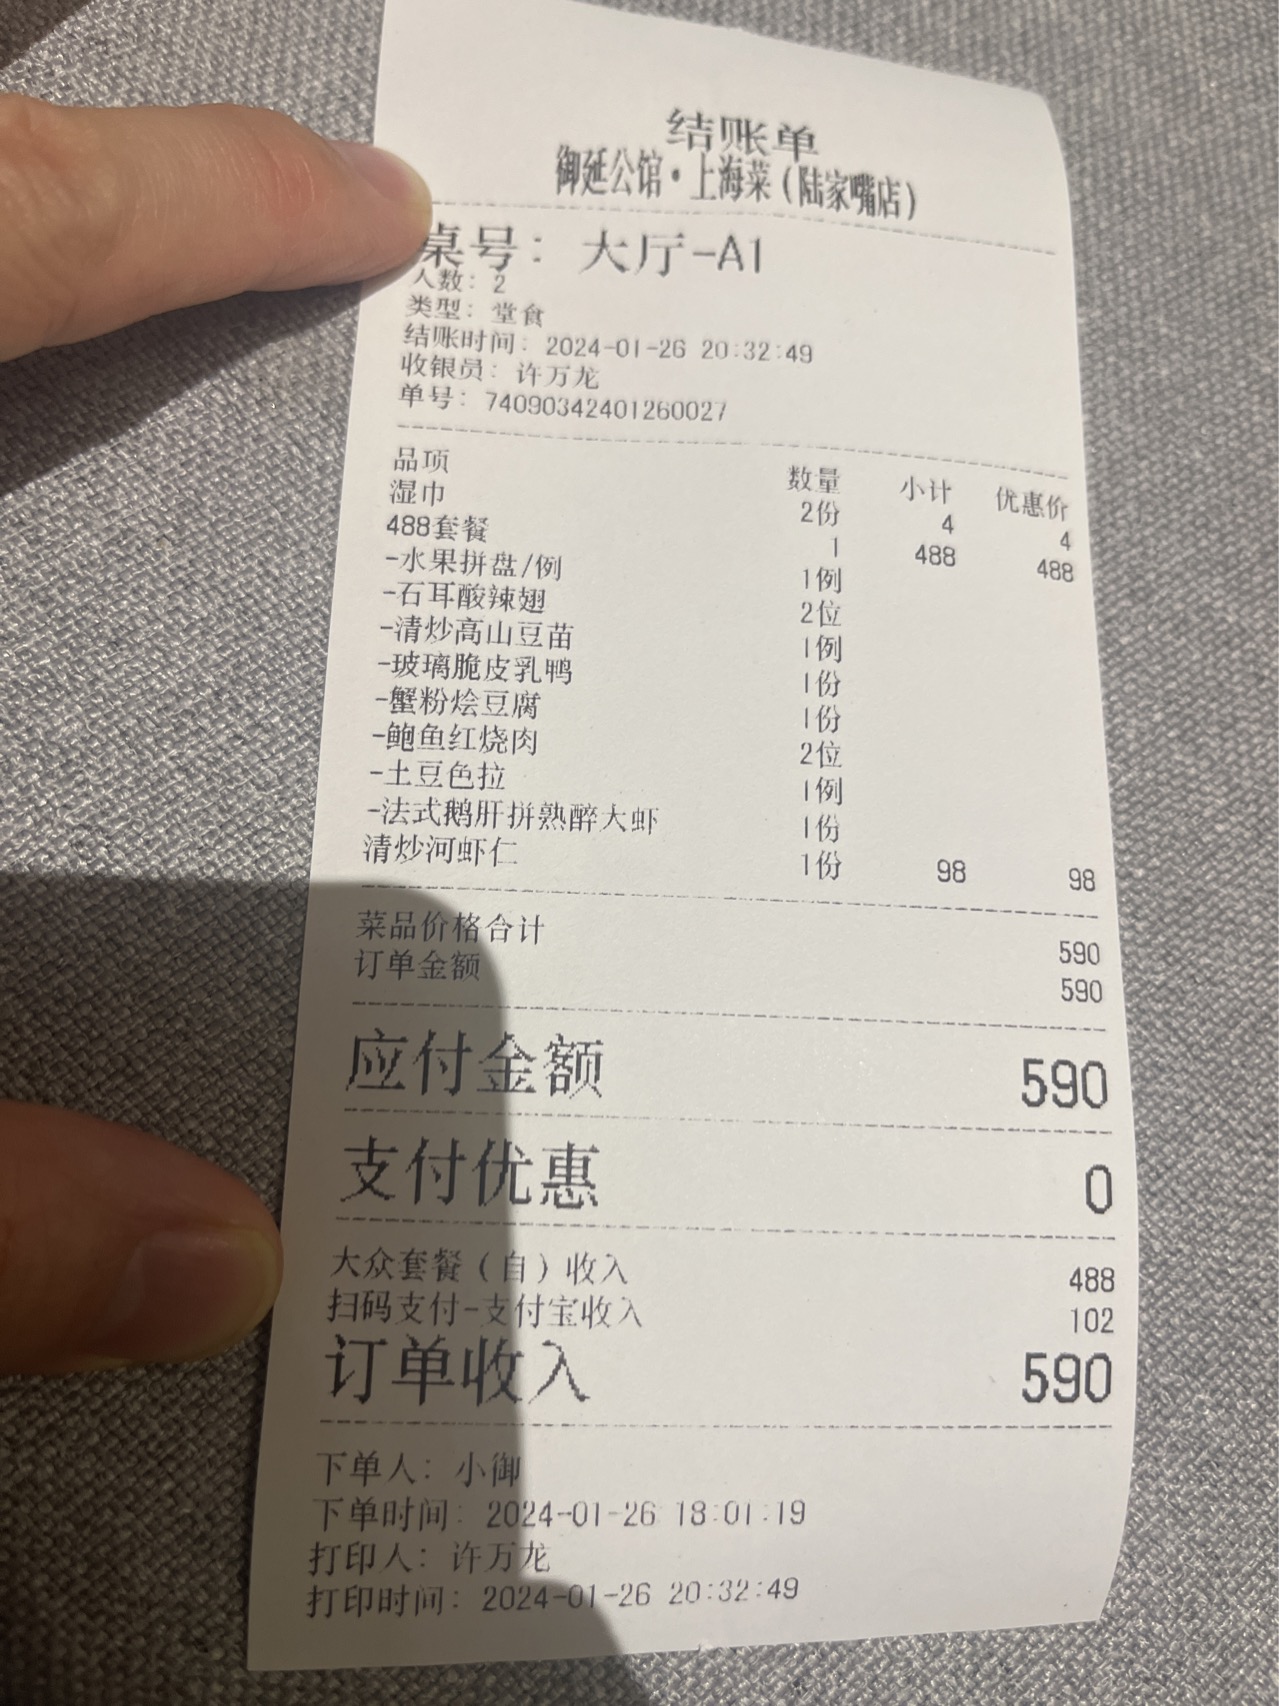 结账单
御延公馆·上海菜(陆家嘴店)
桌号: 大厅-A1
人数: 2
类型: 堂食
结账时间: 2024-01-26 20:32:49
收银员: 许万龙
单号: 74090342401260027
品项 数量 小计 优惠价
湿巾 2份 4 4
488套餐 1 488 488
-水果拼盘/例 1例
-石耳酸辣翅 2位
-清炒高山豆苗 1例
-玻璃脆皮乳鸭 1份
-蟹粉烩豆腐 1份
-鲍鱼红烧肉 2位
-土豆色拉 1例
-法式鹅肝拼熟醉大虾 1份
清炒河虾仁 1份 98 98
菜品价格合计 590
订单金额 590
应付金额 590
支付优惠 0
大众套餐(自)收入 488
扫码支付-支付宝收入 102
订单收入 590
下单人: 小御
下单时间: 2024-01-26 18:01:19
打印人: 许万龙
打印时间: 2024-01-26 20:32:49